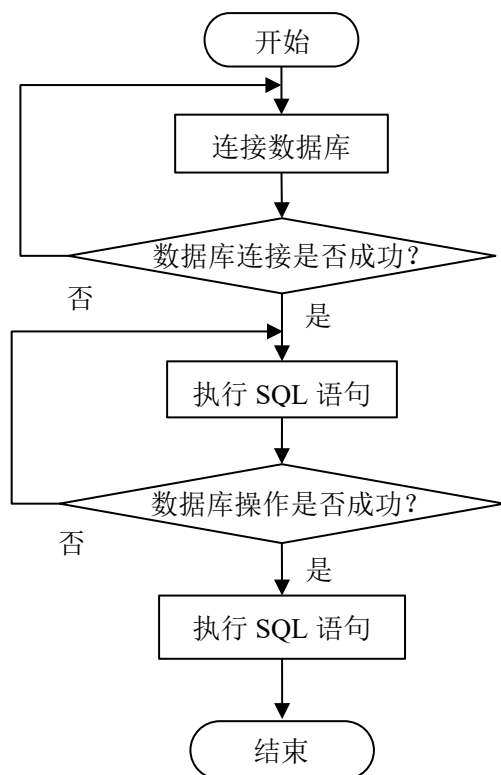 开始
连接数据库
数据库连接是否成功？
否
是
执行 SQL 语句
数据库操作是否成功？
否
是
执行 SQL 语句
结束